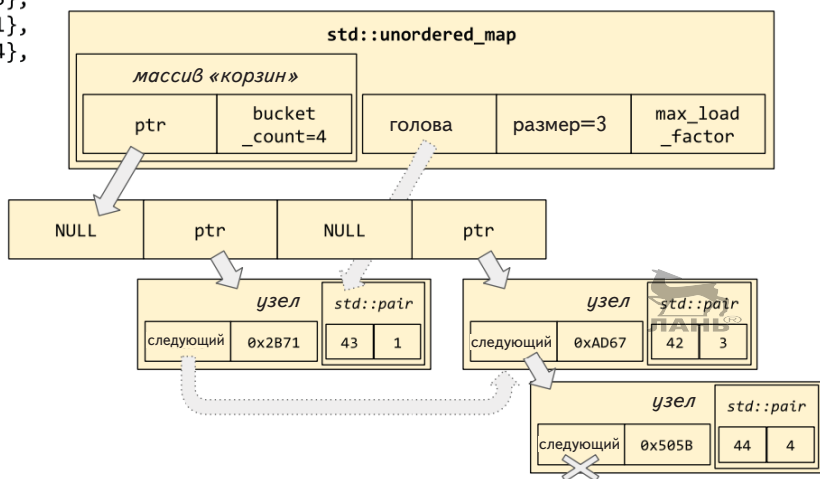 1},
4},
std::unordered_map
массив «корзин»
ptr
bucket
_count=4
голова
размер=3
max_load
_factor
NULL
ptr
NULL
ptr
узел
std::pair
следующий
0x2B71
43
1
узел
std::pair
ЛАНЬ®
следующий
0xAD67
42
3
узел
std::pair
следующий
0x505B
44
4